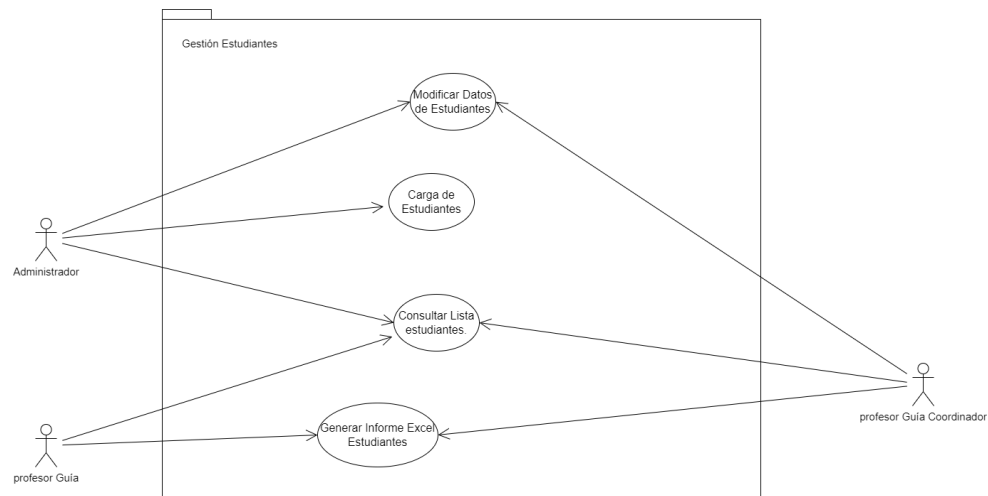 Gestión Estudiantes
Modificar Datos
de Estudiantes
Carga de
Estudiantes
Administrador
Consultar Lista
estudiantes.
profesor Guía Coordinador
Generar Informe Excel
Estudiantes
profesor Guía